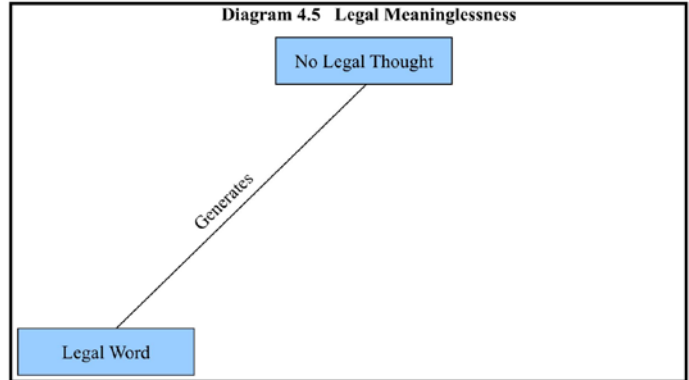 Diagram 4.5 Legal Meaninglessness
No Legal Thought
Generates
Legal Word